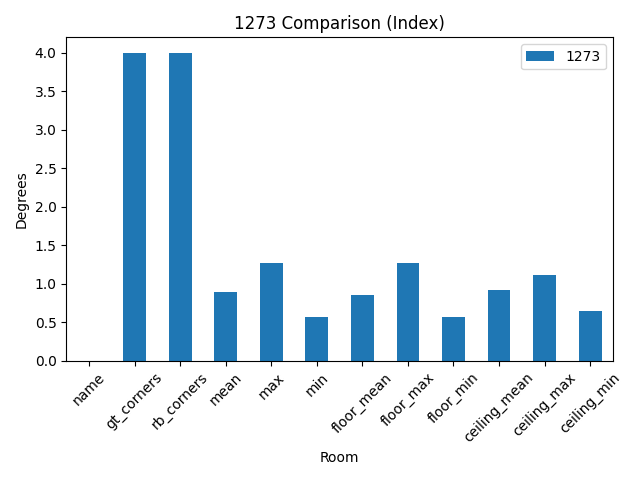 1273 Comparison (Index)
1273
Degrees
4.0
3.5
3.0
2.5
2.0
1.5
1.0
0.5
0.0
name
gt_corners
rb_corners
mean
max
min
floor_mean
floor_max
floor_min
ceiling_mean
ceiling_max
ceiling_min
Room